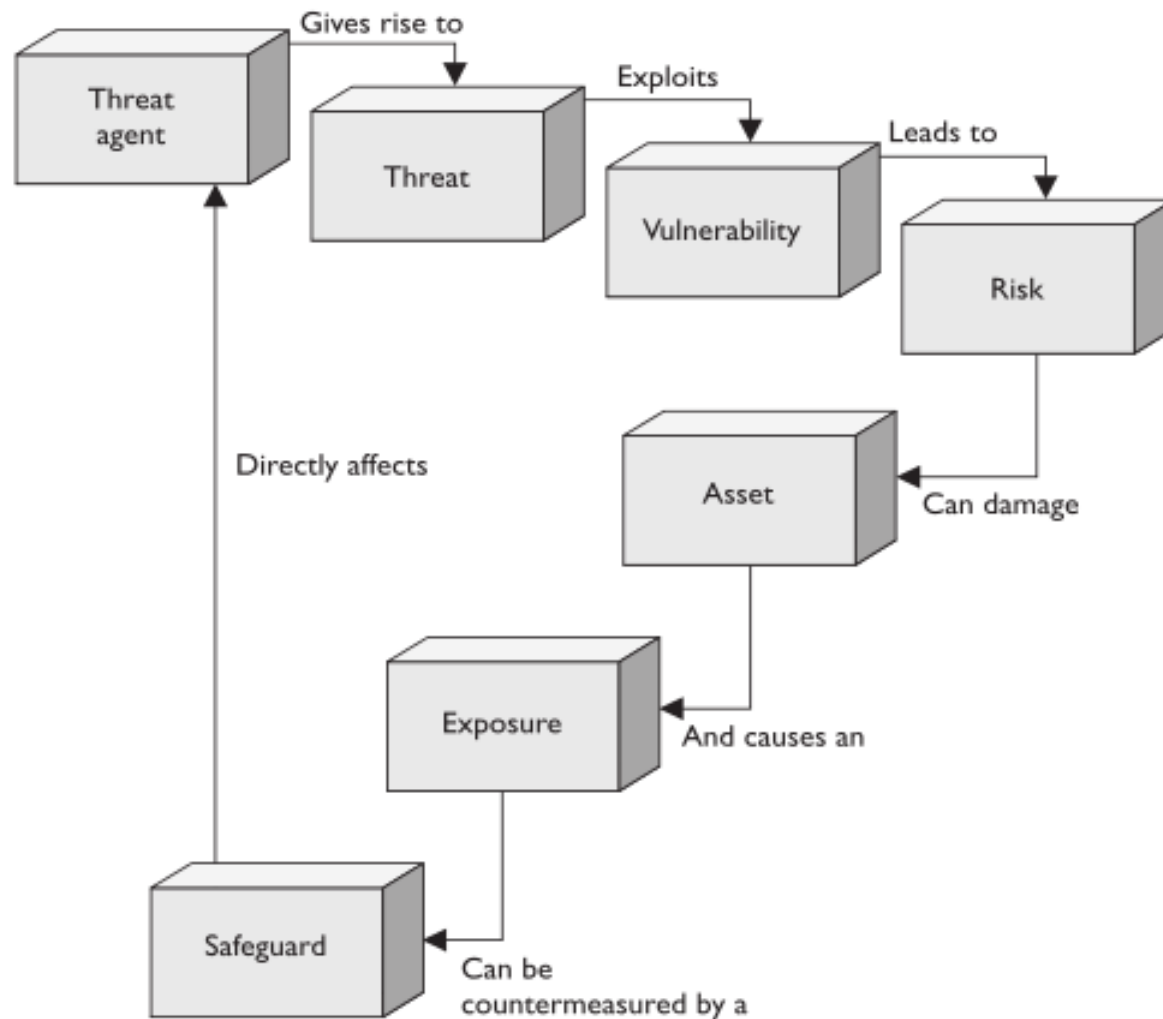 Gives rise to
Threat
agent
Exploits
Threat
Leads to
Vulnerability
Risk
Directly affects
Asset
Can damage
Exposure
And causes an
Safeguard
Can be
countermeasured by a